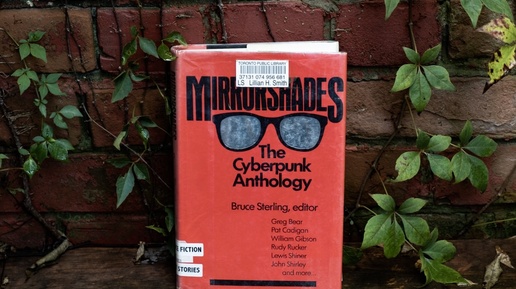 TORONTO PUBLIC LIBRARY
37131 074 956 681
LS Lillian H. Smith
MIRRORSHADES
The
Cyberpunk
Anthology
Bruce Sterling, editor
Greg Bear
Pat Cadigan
William Gibson
Rudy Rucker
Lewis Shiner
John Shirley
and more
FICTION
STORIES